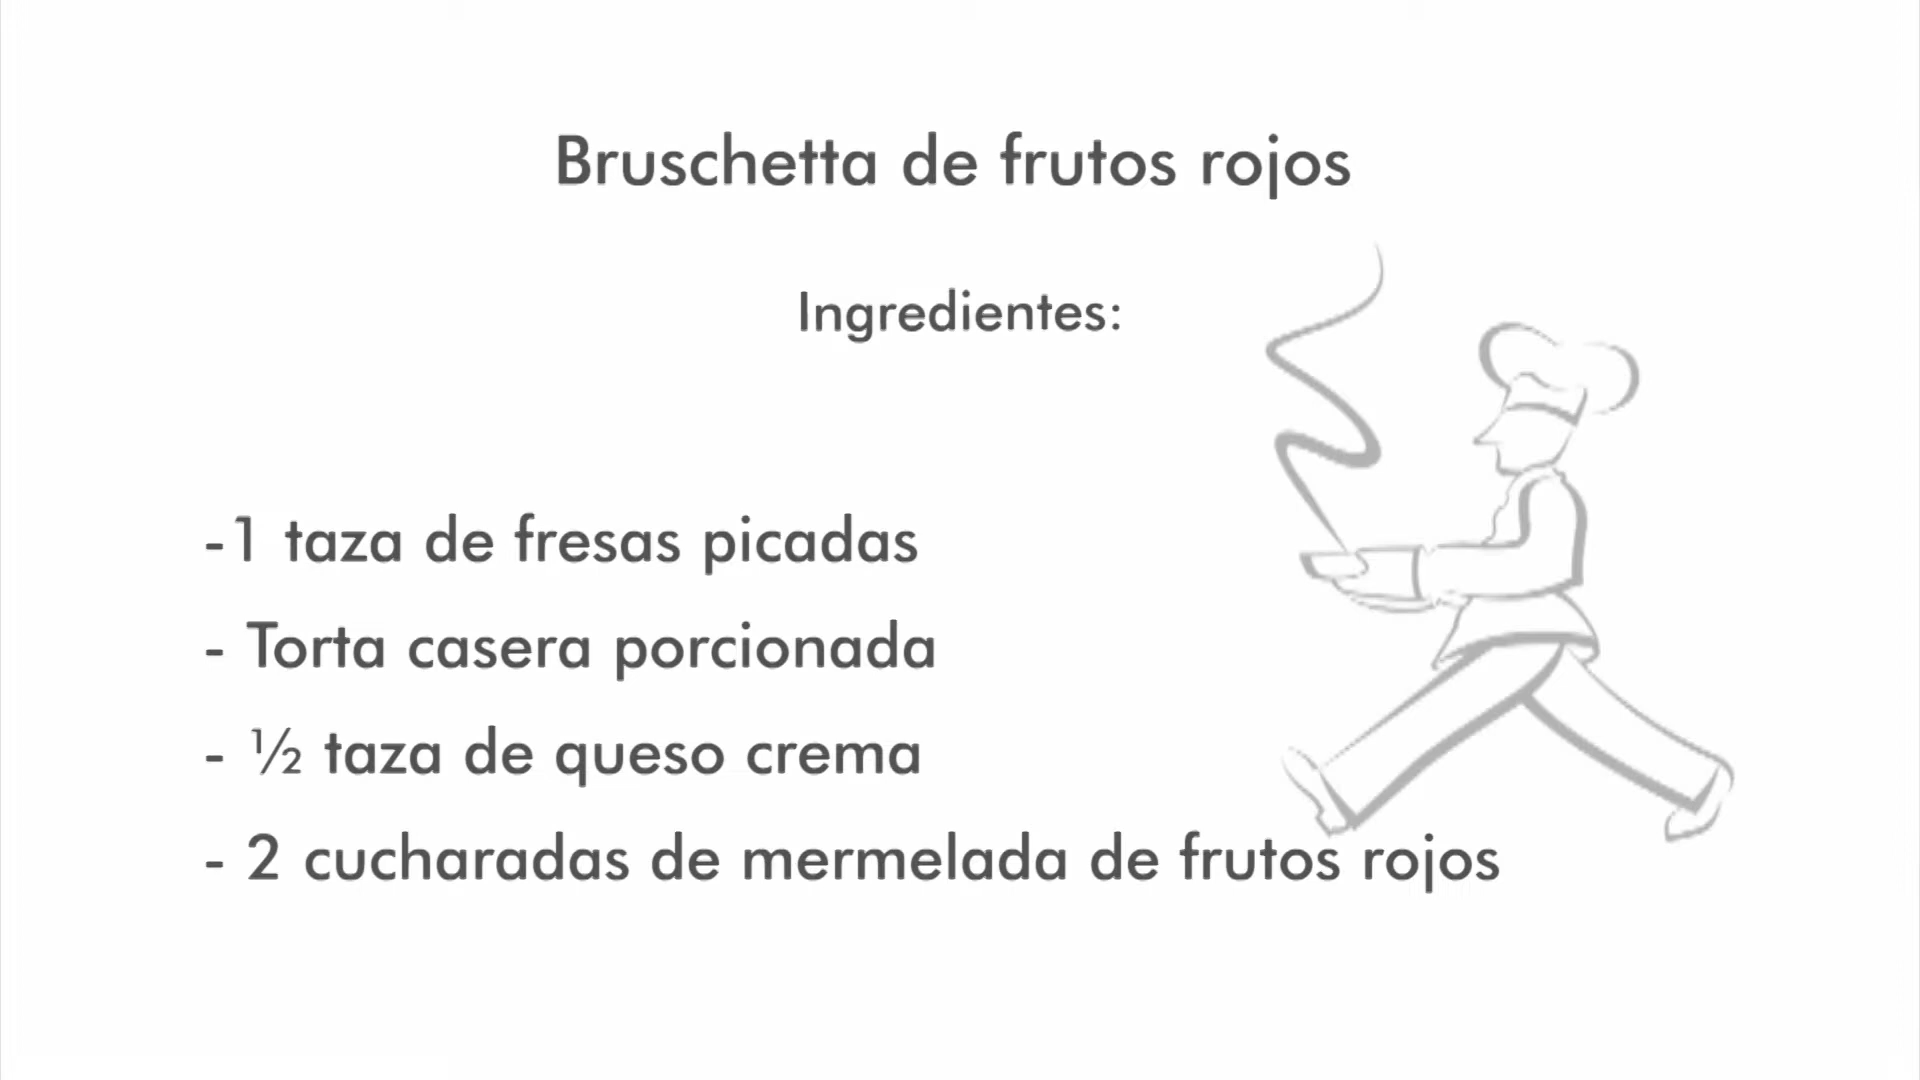 Bruschetta de frutos rojos
Ingredientes:
-1 taza de fresas picadas
- Torta casera porcionada
- ½ taza de queso crema
- 2 cucharadas de mermelada de frutos rojos